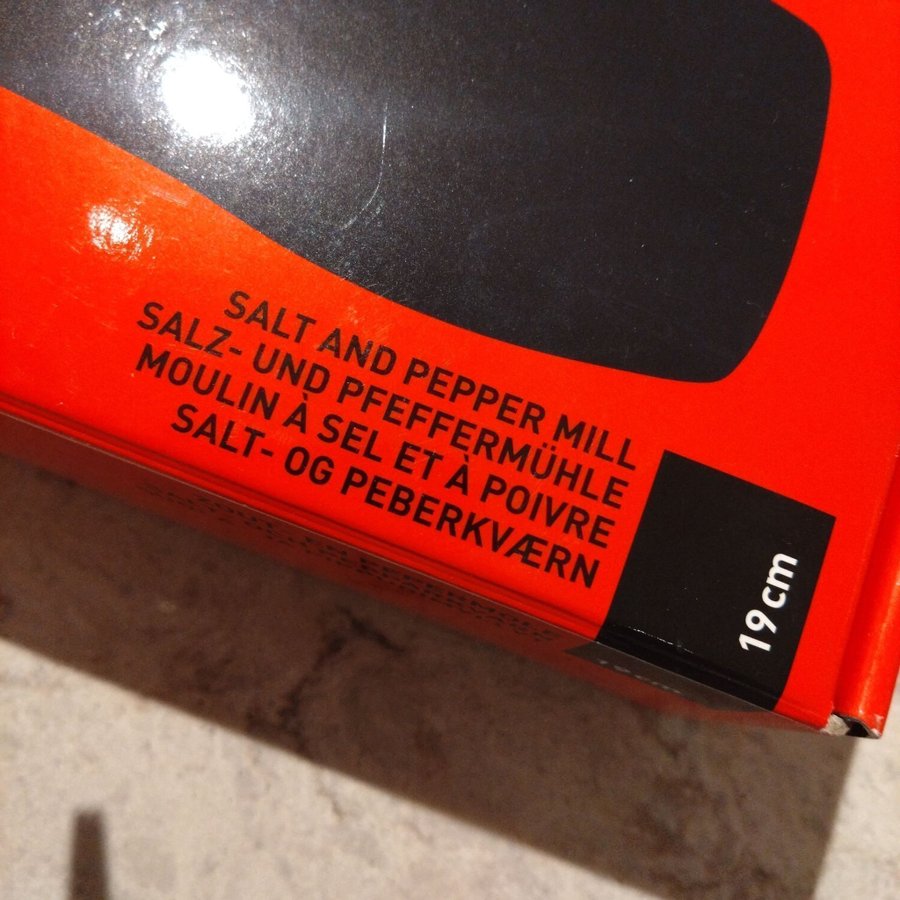 SALT AND PEPPER MILL
SALZ- UND PFEFFERMÜHLE
MOULIN À SEL ET À POIVRE
SALT- OG PEBERKVÆRN
19 cm